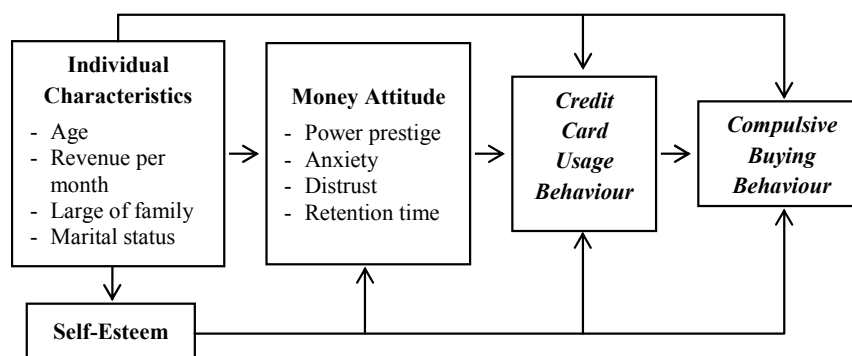 Individual
Characteristics
- Age
- Revenue per
month
- Large of family
- Marital status
Self-Esteem
Money Attitude
- Power prestige
- Anxiety
- Distrust
- Retention time
Credit
Card
Usage
Behaviour
Compulsive
Buying
Behaviour